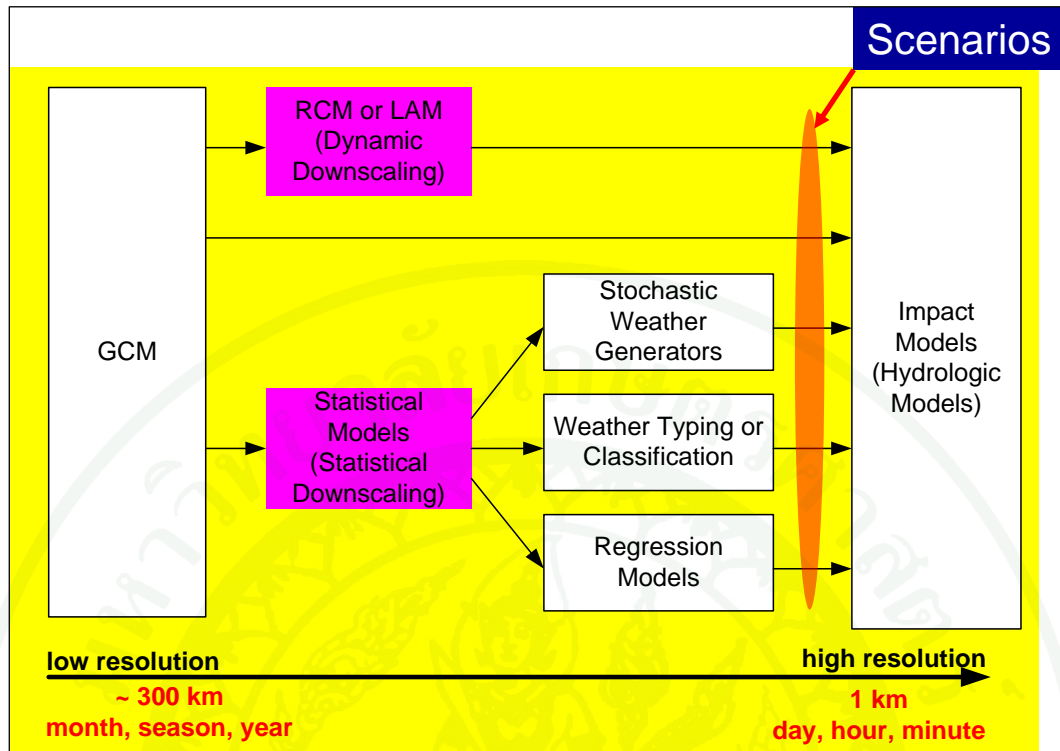 Scenarios
RCM or LAM
(Dynamic
Downscaling)
GCM
Stochastic
Weather
Generators
Statistical
Models
(Statistical
Downscaling)
Weather Typing or
Classification
Regression
Models
Impact
Models
(Hydrologic
Models)
low resolution
~ 300 km
month, season, year
high resolution
1 km
day, hour, minute